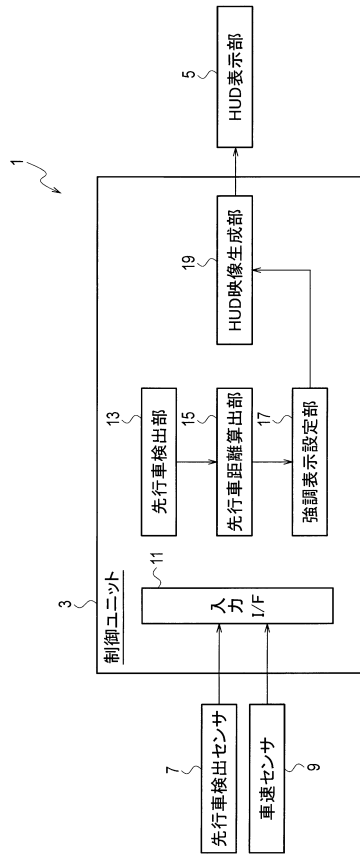 1
3
制御ユニット
7
先行車検出センサ
車速センサ
9
11
入力
I/F
13
先行車検出部
15
先行車距離算出部
17
強調表示設定部
19
HUD映像生成部
5
HUD表示部